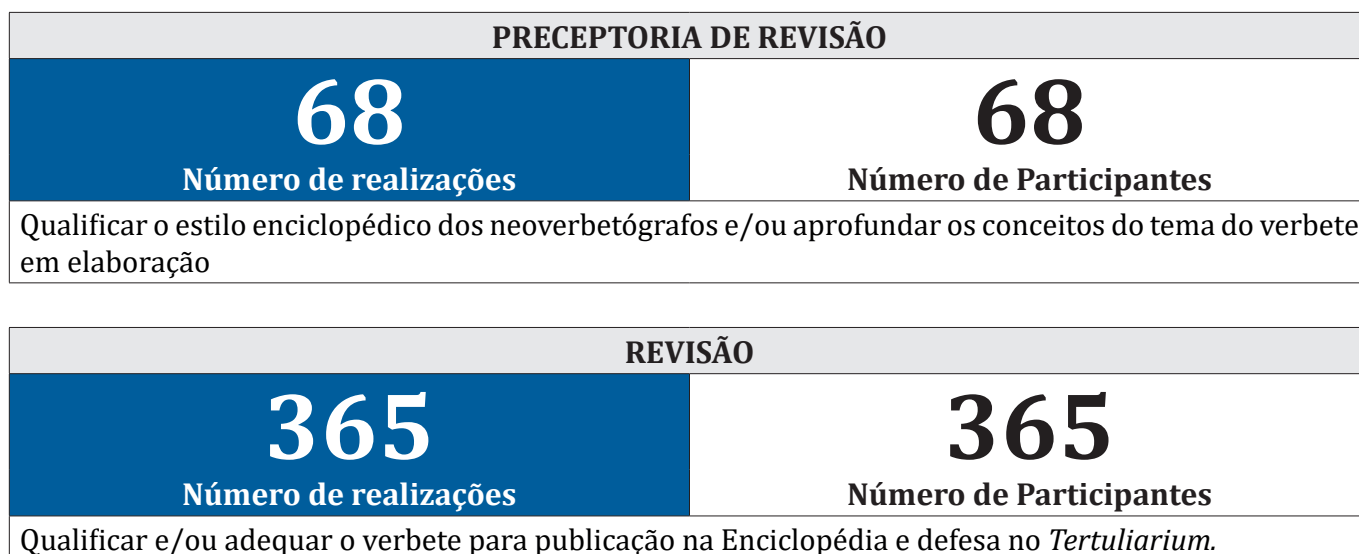 PRECEPTORIA DE REVISÃO
68
68
Número de realizações
Número de Participantes
Qualificar o estilo enciclopédico dos neoverbetógrafos e/ou aprofundar os conceitos do tema do verbete
em elaboração
REVISÃO
365
365
Número de realizações
Número de Participantes
Qualificar e/ou adequar o verbete para publicação na Enciclopédia e defesa no Tertuliarium.